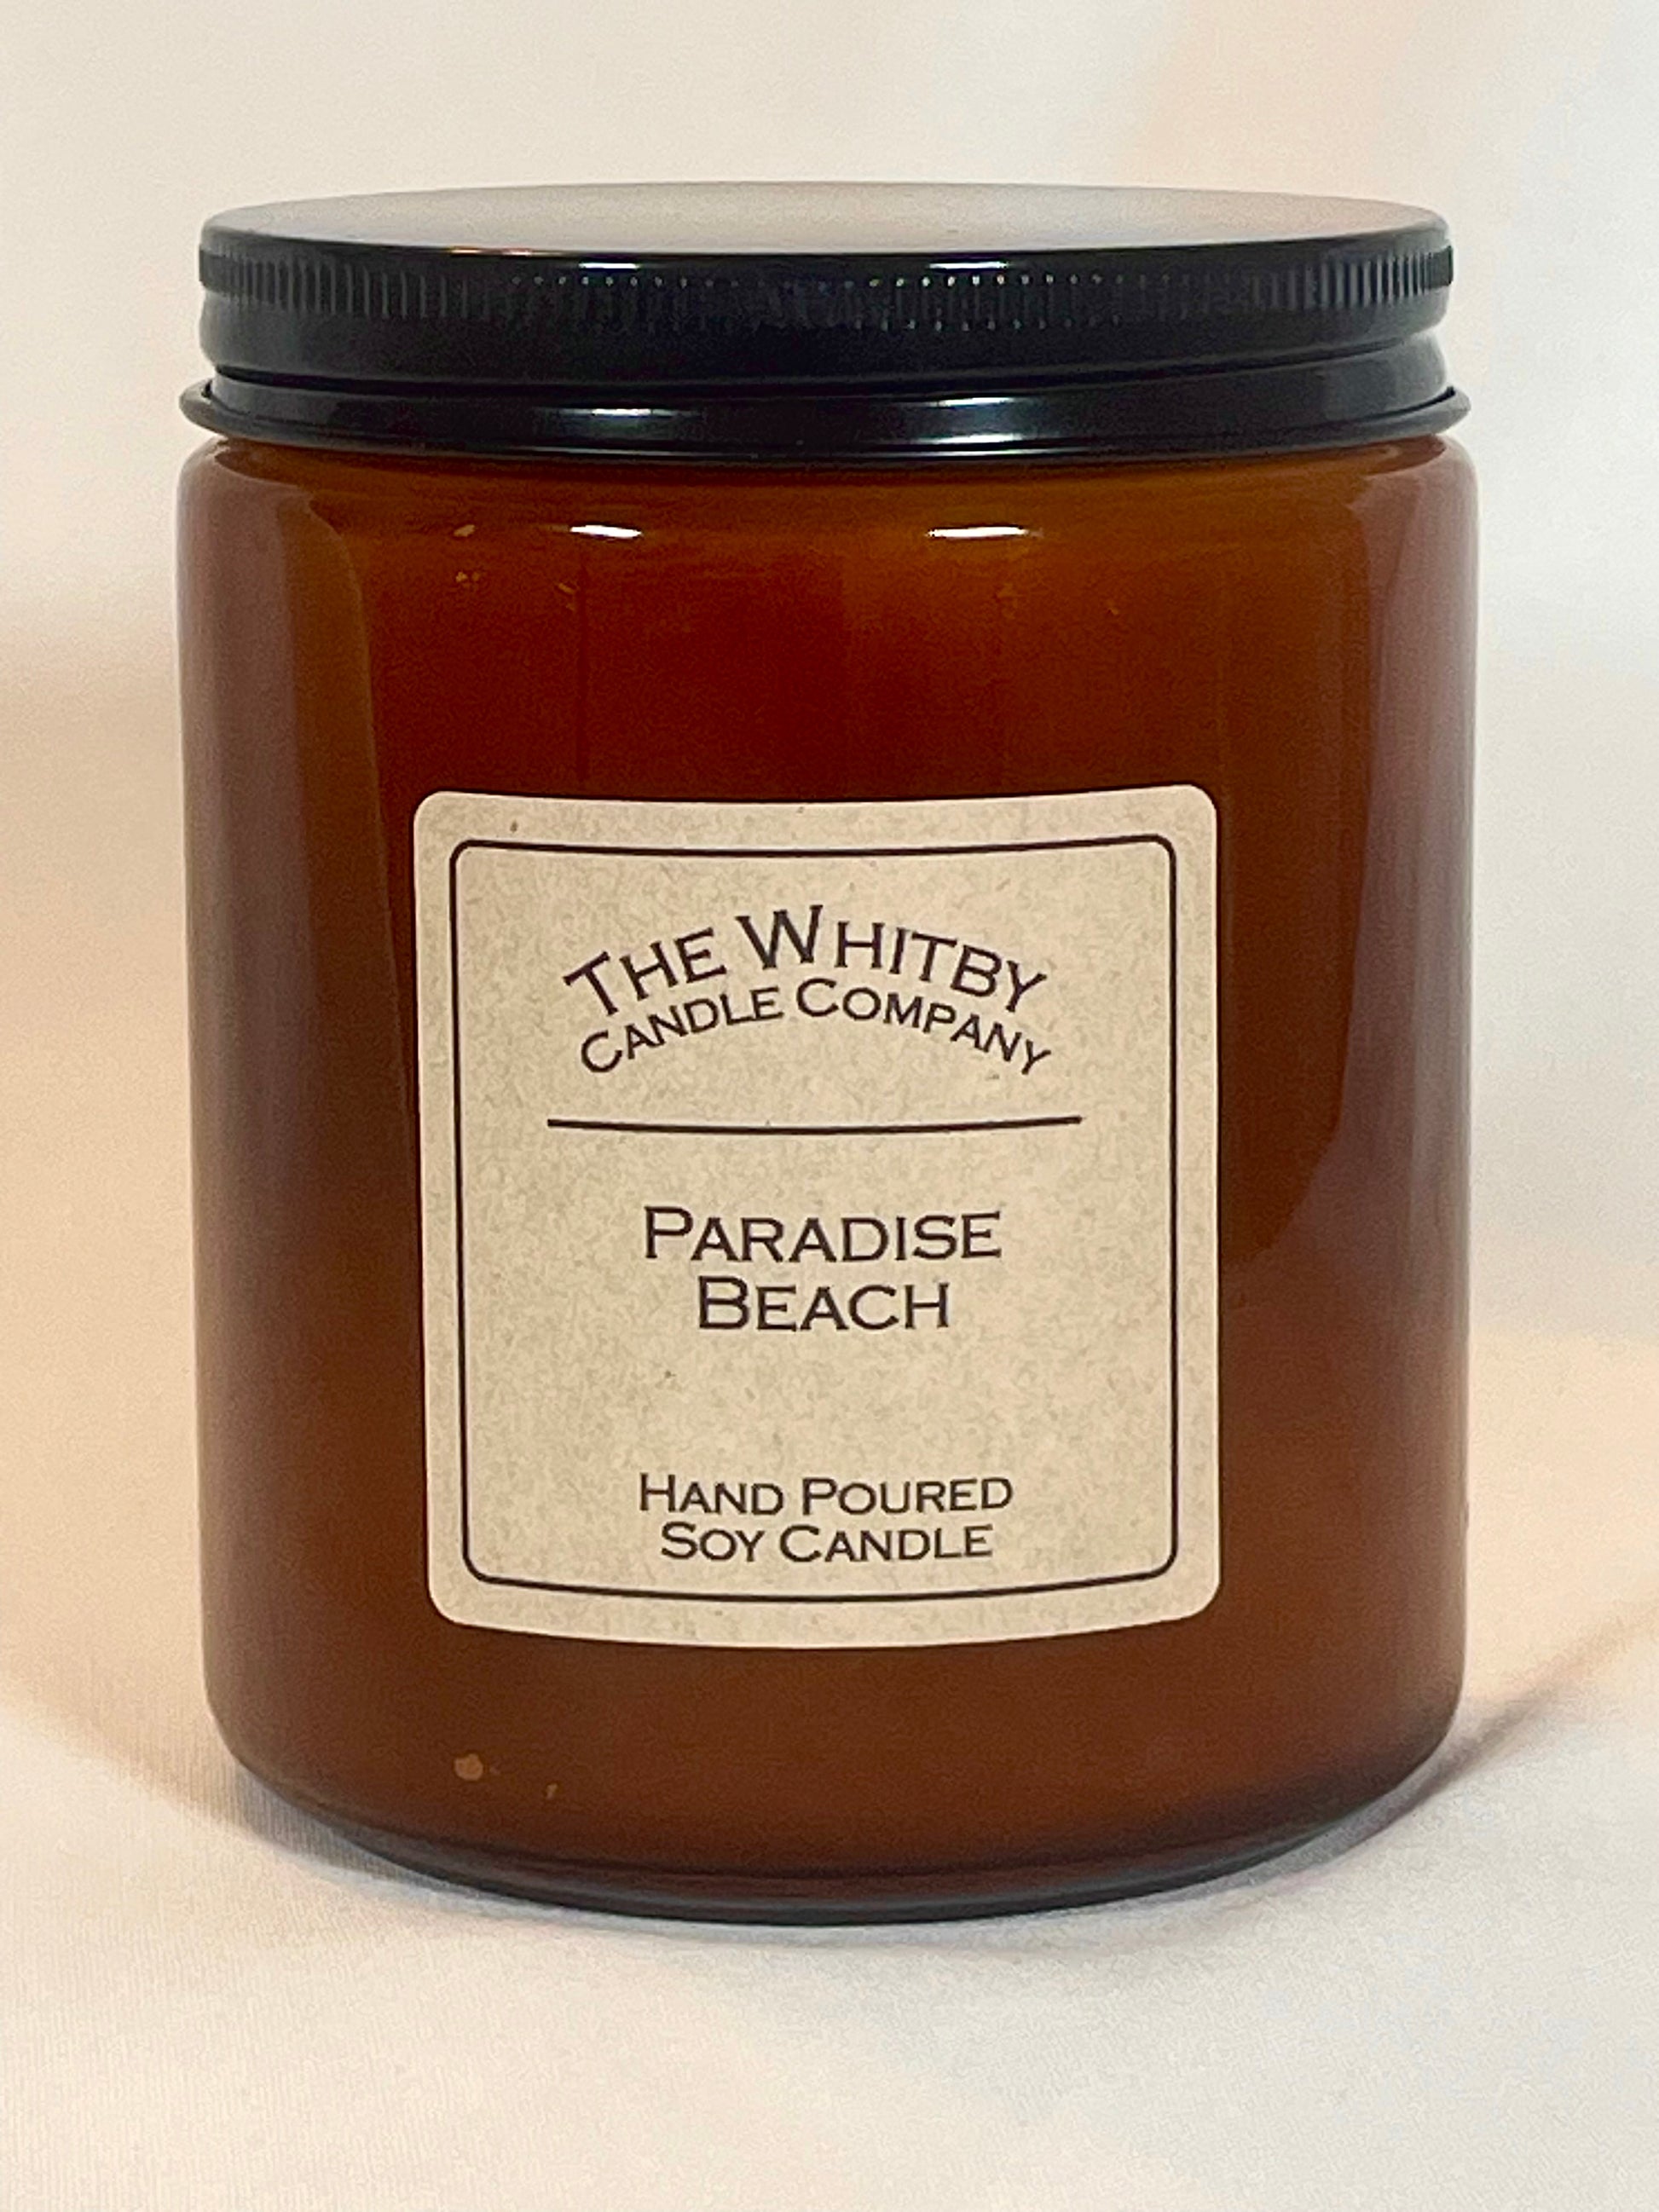 THE WHITBY
CANDLE COMPANY
PARADISE
BEACH
HAND POURED
SOY CANDLE